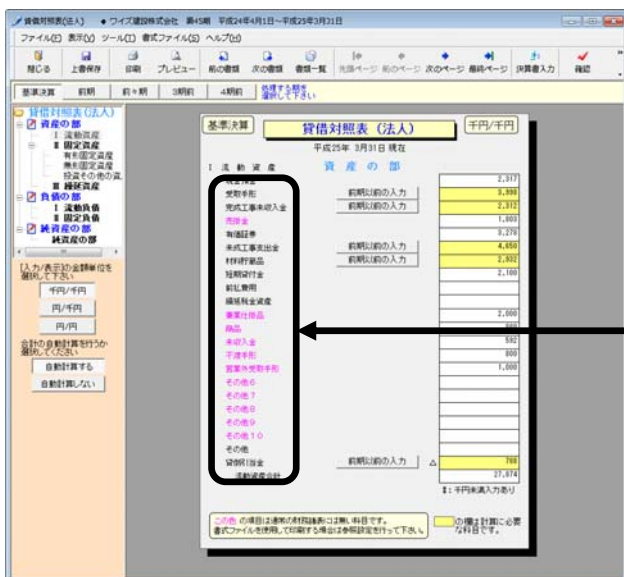 貸借対照表(法人) ◆ ワイズ建設株式会社 第45期 平成24年4月1日~平成25年3月31日
ファイル(F) 表示(V) ツール(T) 書式ファイル(S) ヘルプ(H)
閉じる 上書保存 印刷 プレビュー 前の書類 次の書類 書類一覧 先頭ページ 前のページ 次のページ 最終ページ 決算書入力 確認
基準決算 前期 前々期 3期前 4期前 処理する期を
選択して下さい
貸借対照表(法人)
資産の部
I 流動資産
II 固定資産
有形固定資産
無形固定資産
投資その他の資
III 繰延資産
負債の部
I 流動負債
II 固定負債
純資産の部
純資産の部
[入力/表示]の金額単位を
選択して下さい
千円/千円
円/千円
円/円
合計の自動計算を行うか
選択してください
自動計算する
自動計算しない
基準決算 貸借対照表(法人) 千円/千円
平成25年 3月31日 現在
I 流動資産 資産の部
現金預金 2,317
受取手形 前期以前の入力 3,998
完成工事未収入金 前期以前の入力 2,312
売掛金 1,803
有価証券 3,278
未成工事支出金 前期以前の入力 4,650
材料貯蔵品 前期以前の入力 2,932
短期貸付金 2,100
前払費用
繰延税金資産
兼業仕掛品 2,000
商品
未収入金 592
不渡手形 800
営業外受取手形 1,000
その他6
その他7
その他8
その他9
その他10
その他
貸倒引当金 前期以前の入力 △ 788
流動資産合計 27,874
‡:千円未満入力あり
この色 の項目は通常の財務諸表には無い科目です。
書式ファイルを使用して印刷する場合は参照設定を行って下さい。
の欄は計算に必要
な科目です。